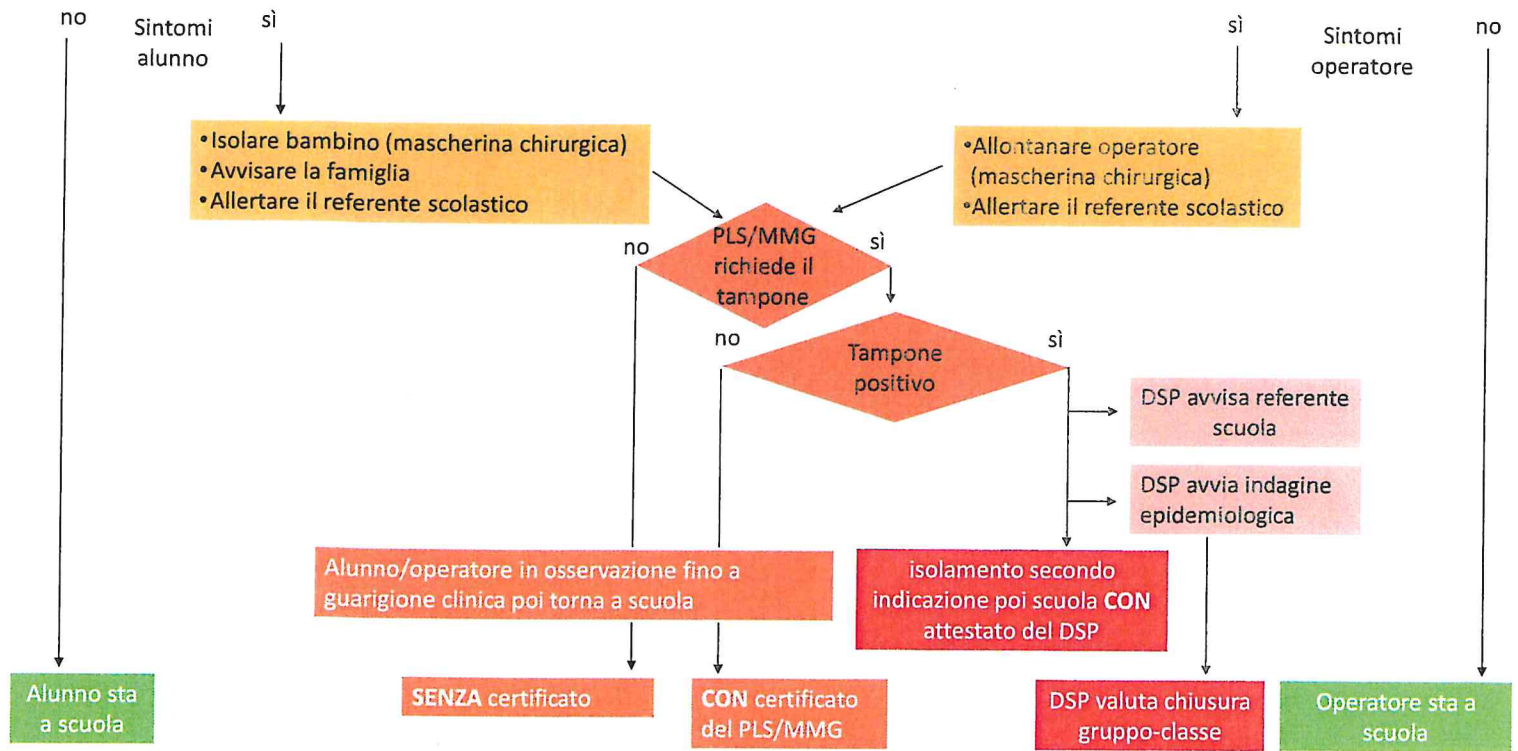 no
Sintomi
alunno
sì
sì
Sintomi
operatore
no
•Isolare bambino (mascherina chirurgica)
•Avvisare la famiglia
•Allertare il referente scolastico
•Allontanare operatore
(mascherina chirurgica)
•Allertare il referente scolastico
no
PLS/MMG
richiede il
tampone
sì
no
Tampone
positivo
sì
DSP avvisa referente
scuola
DSP avvia indagine
epidemiologica
Alunno/operatore in osservazione fino a
guarigione clinica poi torna a scuola
isolamento secondo
indicazione poi scuola CON
attestato del DSP
Alunno sta
a scuola
SENZA certificato
CON certificato
del PLS/MMG
DSP valuta chiusura
gruppo-classe
Operatore sta a
scuola